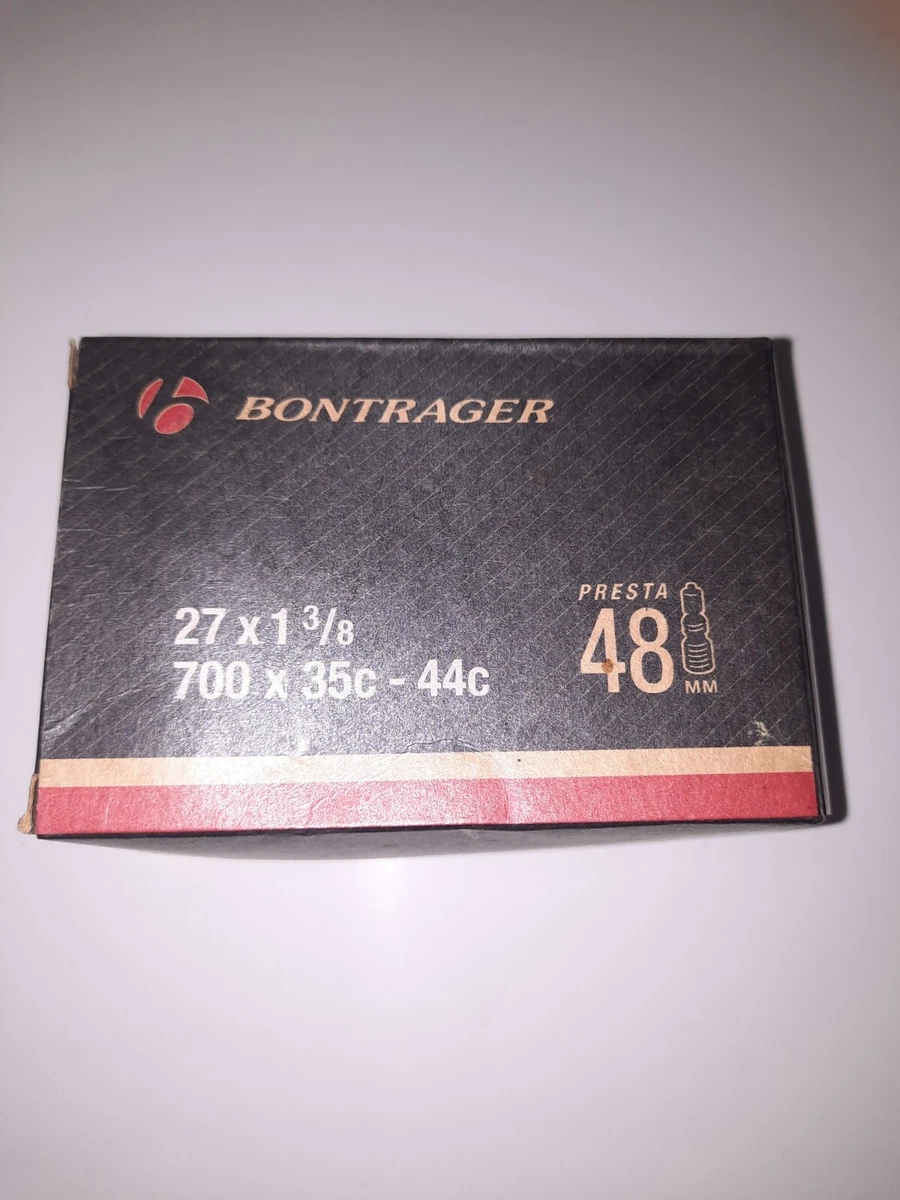 BONTRAGER
27 x 1 3/8
700 x 35c - 44c
PRESTA
48
MM